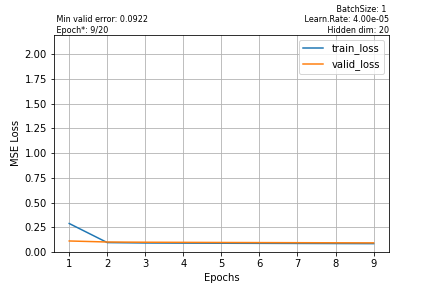 Min valid error: 0.0922
Epoch*: 9/20
BatchSize: 1
Learn.Rate: 4.00e-05
Hidden dim: 20
train_loss
valid_loss
2.00
1.75
1.50
1.25
1.00
0.75
0.50
0.25
0.00
MSE Loss
1 2 3 4 5 6 7 8 9
Epochs